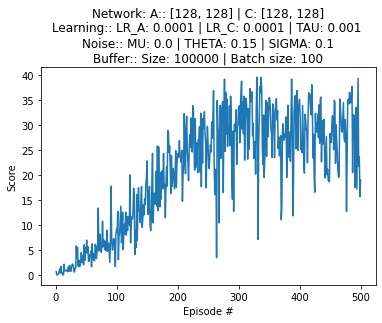 Network: A:: [128, 128] | C: [128, 128]
Learning:: LR_A: 0.0001 | LR_C: 0.0001 | TAU: 0.001
Noise:: MU: 0.0 | THETA: 0.15 | SIGMA: 0.1
Buffer:: Size: 100000 | Batch size: 100
40
35
30
25
20
15
10
5
0
Score
0 100 200 300 400 500
Episode #